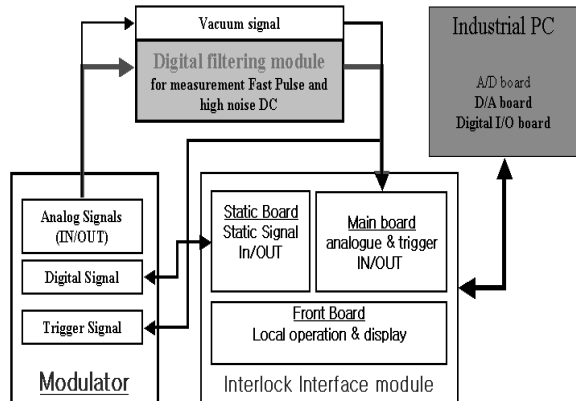 Vacuum signal
Digital filtering module
for measurement Fast Pulse and
high noise DC
Industrial PC
A/D board
D/A board
Digital I/O board
Analog Signals
(IN/OUT)
Digital Signal
Trigger Signal
Modulator
Static Board
Static Signal
In/OUT
Main board
analogue & trigger
IN/OUT
Front Board
Local operation & display
Interlock Interface module